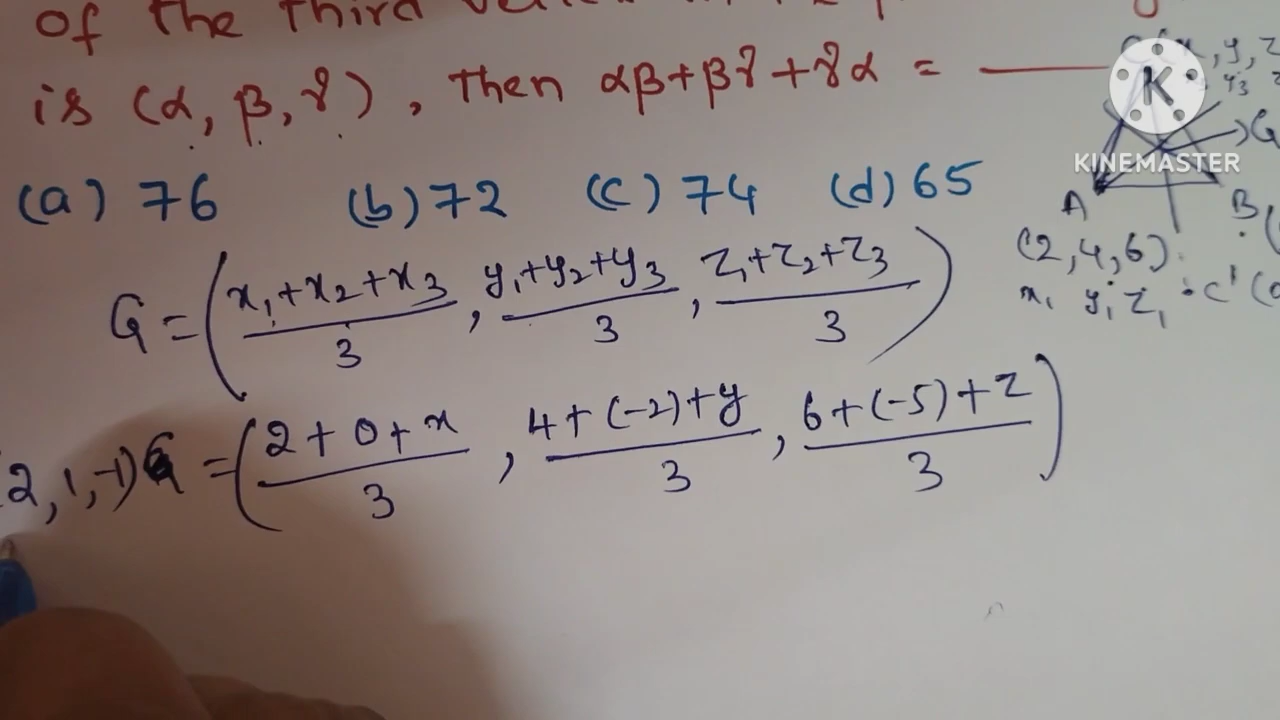 of the third
is (α, β, γ), then αβ+βγ+γα = ———
(a) 76 (b) 72 (c) 74 (d) 65
G = (x₁+x₂+x₃/3, y₁+y₂+y₃/3, z₁+z₂+z₃/3)
2, 1, -1) G = (2+0+x/3, 4+(-2)+y/3, 6+(-5)+z/3)
, y, z
y₃
G
A B (
(2,4,6)
x₁ y₁ z₁ C' (
K
KINEMASTER